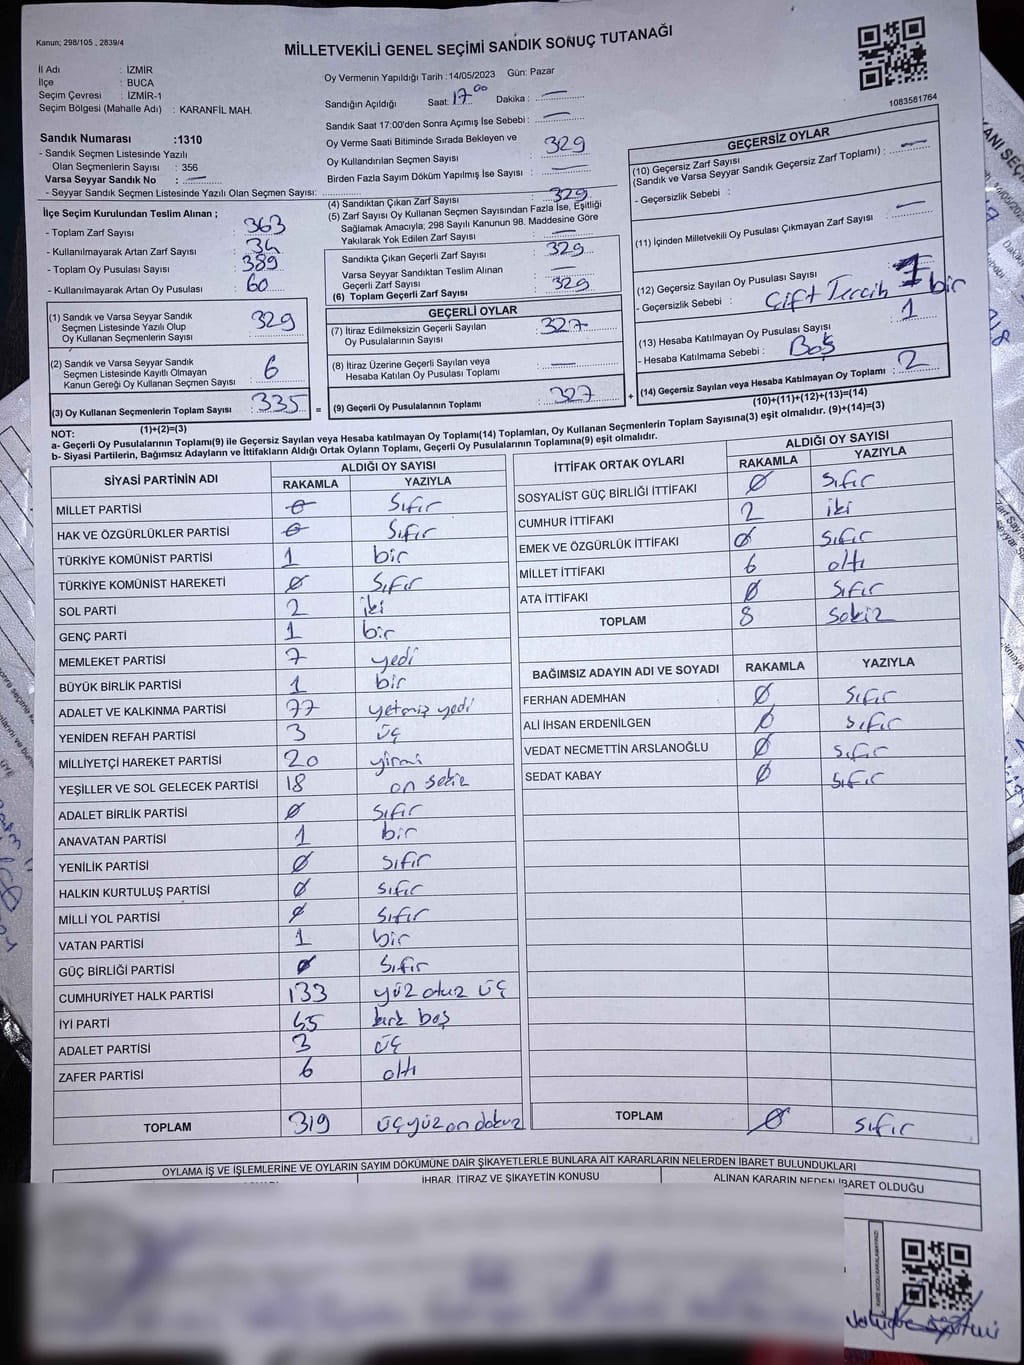 Kanun; 298/105 , 2839/4
MİLLETVEKİLİ GENEL SEÇİMİ SANDIK SONUÇ TUTANAĞI
1083581764
İl Adı : İZMİR
İlçe : BUCA
Seçim Çevresi : İZMİR-1
Seçim Bölgesi (Mahalle Adı) : KARANFİL MAH.
Sandık Numarası :1310
- Sandık Seçmen Listesinde Yazılı
Olan Seçmenlerin Sayısı : 356
Varsa Seyyar Sandık No : —
- Seyyar Sandık Seçmen Listesinde Yazılı Olan Seçmen Sayısı:
Oy Vermenin Yapıldığı Tarih :14/05/2023 Gün: Pazar
Sandığın Açıldığı Saat: 17⁰⁰ Dakika : —
Sandık Saat 17:00'den Sonra Açımış İse Sebebi : —
Oy Verme Saati Bitiminde Sırada Bekleyen ve
Oy Kullandırılan Seçmen Sayısı : 329
Birden Fazla Sayım Döküm Yapılmış İse Sayısı : —
İlçe Seçim Kurulundan Teslim Alınan ;
- Toplam Zarf Sayısı : 363
- Kullanılmayarak Artan Zarf Sayısı : 34
- Toplam Oy Pusulası Sayısı : 389
- Kullanılmayarak Artan Oy Pusulası : 60
(1) Sandık ve Varsa Seyyar Sandık
Seçmen Listesinde Yazılı Olup
Oy Kullanan Seçmenlerin Sayısı : 329
(2) Sandık ve Varsa Seyyar Sandık
Seçmen Listesinde Kayıtlı Olmayan
Kanun Gereği Oy Kullanan Seçmen Sayısı : 6
(3) Oy Kullanan Seçmenlerin Toplam Sayısı : 335 =
(1)+(2)=(3)
(4) Sandıktan Çıkan Zarf Sayısı : 329
(5) Zarf Sayısı Oy Kullanan Seçmen Sayısından Fazla İse, Eşitliği
Sağlamak Amacıyla; 298 Sayılı Kanunun 98. Maddesine Göre
Yakılarak Yok Edilen Zarf Sayısı : —
Sandıkta Çıkan Geçerli Zarf Sayısı : 329
Varsa Seyyar Sandıktan Teslim Alınan
Geçerli Zarf Sayısı : —
(6) Toplam Geçerli Zarf Sayısı : 329
GEÇERLİ OYLAR
(7) İtiraz Edilmeksizin Geçerli Sayılan
Oy Pusulalarının Sayısı : 327
(8) İtiraz Üzerine Geçerli Sayılan veya
Hesaba Katılan Oy Pusulası Toplamı :
(9) Geçerli Oy Pusulalarının Toplamı : 327 +
GEÇERSİZ OYLAR
(10) Geçersiz Zarf Sayısı
(Sandık ve Varsa Seyyar Sandık Geçersiz Zarf Toplamı) : —
- Geçersizlik Sebebi :
(11) İçinden Milletvekili Oy Pusulası Çıkmayan Zarf Sayısı : —
(12) Geçersiz Sayılan Oy Pusulası Sayısı : 1 bir
- Geçersizlik Sebebi : Çift Tercih
(13) Hesaba Katılmayan Oy Pusulası Sayısı : 1
- Hesaba Katılmama Sebebi : Boş
(14) Geçersiz Sayılan veya Hesaba Katılmayan Oy Toplamı : 2
(10)+(11)+(12)+(13)=(14)
NOT:
a- Geçerli Oy Pusulalarının Toplamı(9) ile Geçersiz Sayılan veya Hesaba katılmayan Oy Toplamı(14) Toplamları, Oy Kullanan Seçmenlerin Toplam Sayısına(3) eşit olmalıdır. (9)+(14)=(3)
b- Siyasi Partilerin, Bağımsız Adayların ve İttifakların Aldığı Ortak Oyların Toplamı, Geçerli Oy Pusulalarının Toplamına(9) eşit olmalıdır.
SİYASİ PARTİNİN ADI ALDIĞI OY SAYISI
RAKAMLA YAZIYLA
MİLLET PARTİSİ 0 Sıfır
HAK VE ÖZGÜRLÜKLER PARTİSİ 0 Sıfır
TÜRKİYE KOMÜNİST PARTİSİ 1 bir
TÜRKİYE KOMÜNİST HAREKETİ 0 Sıfır
SOL PARTİ 2 iki
GENÇ PARTİ 1 bir
MEMLEKET PARTİSİ 7 yedi
BÜYÜK BİRLİK PARTİSİ 1 bir
ADALET VE KALKINMA PARTİSİ 77 yetmiş yedi
YENİDEN REFAH PARTİSİ 3 üç
MİLLİYETÇİ HAREKET PARTİSİ 20 yirmi
YEŞİLLER VE SOL GELECEK PARTİSİ 18 on sekiz
ADALET BİRLİK PARTİSİ 0 Sıfır
ANAVATAN PARTİSİ 1 bir
YENİLİK PARTİSİ 0 Sıfır
HALKIN KURTULUŞ PARTİSİ 0 Sıfır
MİLLİ YOL PARTİSİ 0 Sıfır
VATAN PARTİSİ 1 bir
GÜÇ BİRLİĞİ PARTİSİ 0 Sıfır
CUMHURİYET HALK PARTİSİ 133 yüz otuz üç
İYİ PARTİ 45 kırk beş
ADALET PARTİSİ 3 üç
ZAFER PARTİSİ 6 altı
TOPLAM 319 üçyüz on dokuz
İTTİFAK ORTAK OYLARI ALDIĞI OY SAYISI
RAKAMLA YAZIYLA
SOSYALİST GÜÇ BİRLİĞİ İTTİFAKI 0 Sıfır
CUMHUR İTTİFAKI 2 iki
EMEK VE ÖZGÜRLÜK İTTİFAKI 0 Sıfır
MİLLET İTTİFAKI 6 altı
ATA İTTİFAKI 0 Sıfır
TOPLAM 8 Sekiz
BAĞIMSIZ ADAYIN ADI VE SOYADI RAKAMLA YAZIYLA
FERHAN ADEMHAN 0 Sıfır
ALİ İHSAN ERDENİLGEN 0 Sıfır
VEDAT NECMETTİN ARSLANOĞLU 0 Sıfır
SEDAT KABAY 0 Sıfır
TOPLAM 0 Sıfır
OYLAMA İŞ VE İŞLEMLERİNE VE OYLARIN SAYIM DÖKÜMÜNE DAİR ŞİKAYETLERLE BUNLARA AİT KARARLARIN NELERDEN İBARET BULUNDUKLARI
İHBAR, İTİRAZ VE ŞİKAYETİN KONUSU
ALINAN KARARIN NEDEN İBARET OLDUĞU